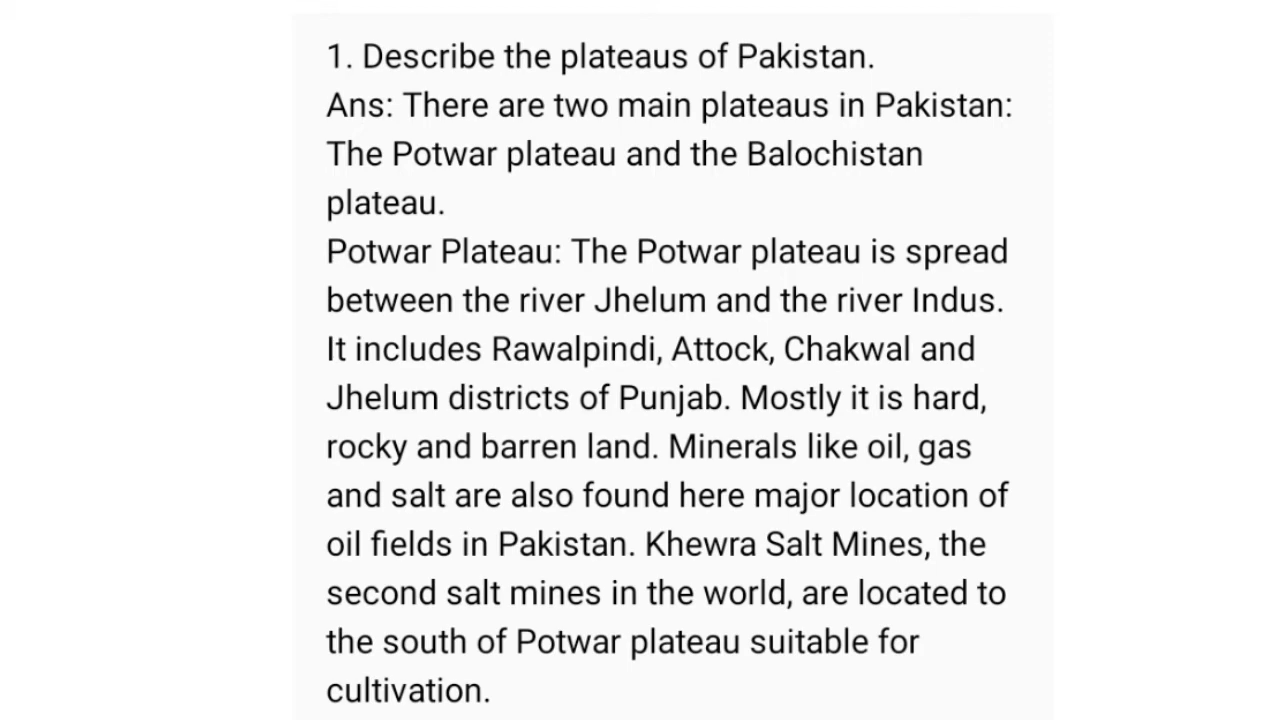 1. Describe the plateaus of Pakistan.
Ans: There are two main plateaus in Pakistan:
The Potwar plateau and the Balochistan
plateau.
Potwar Plateau: The Potwar plateau is spread
between the river Jhelum and the river Indus.
It includes Rawalpindi, Attock, Chakwal and
Jhelum districts of Punjab. Mostly it is hard,
rocky and barren land. Minerals like oil, gas
and salt are also found here major location of
oil fields in Pakistan. Khewra Salt Mines, the
second salt mines in the world, are located to
the south of Potwar plateau suitable for
cultivation.